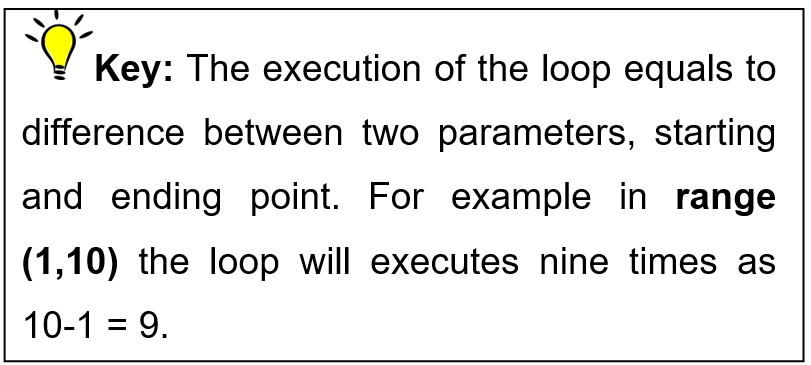 Key: The execution of the loop equals to
difference between two parameters, starting
and ending point. For example in range
(1,10) the loop will executes nine times as
10-1 = 9.